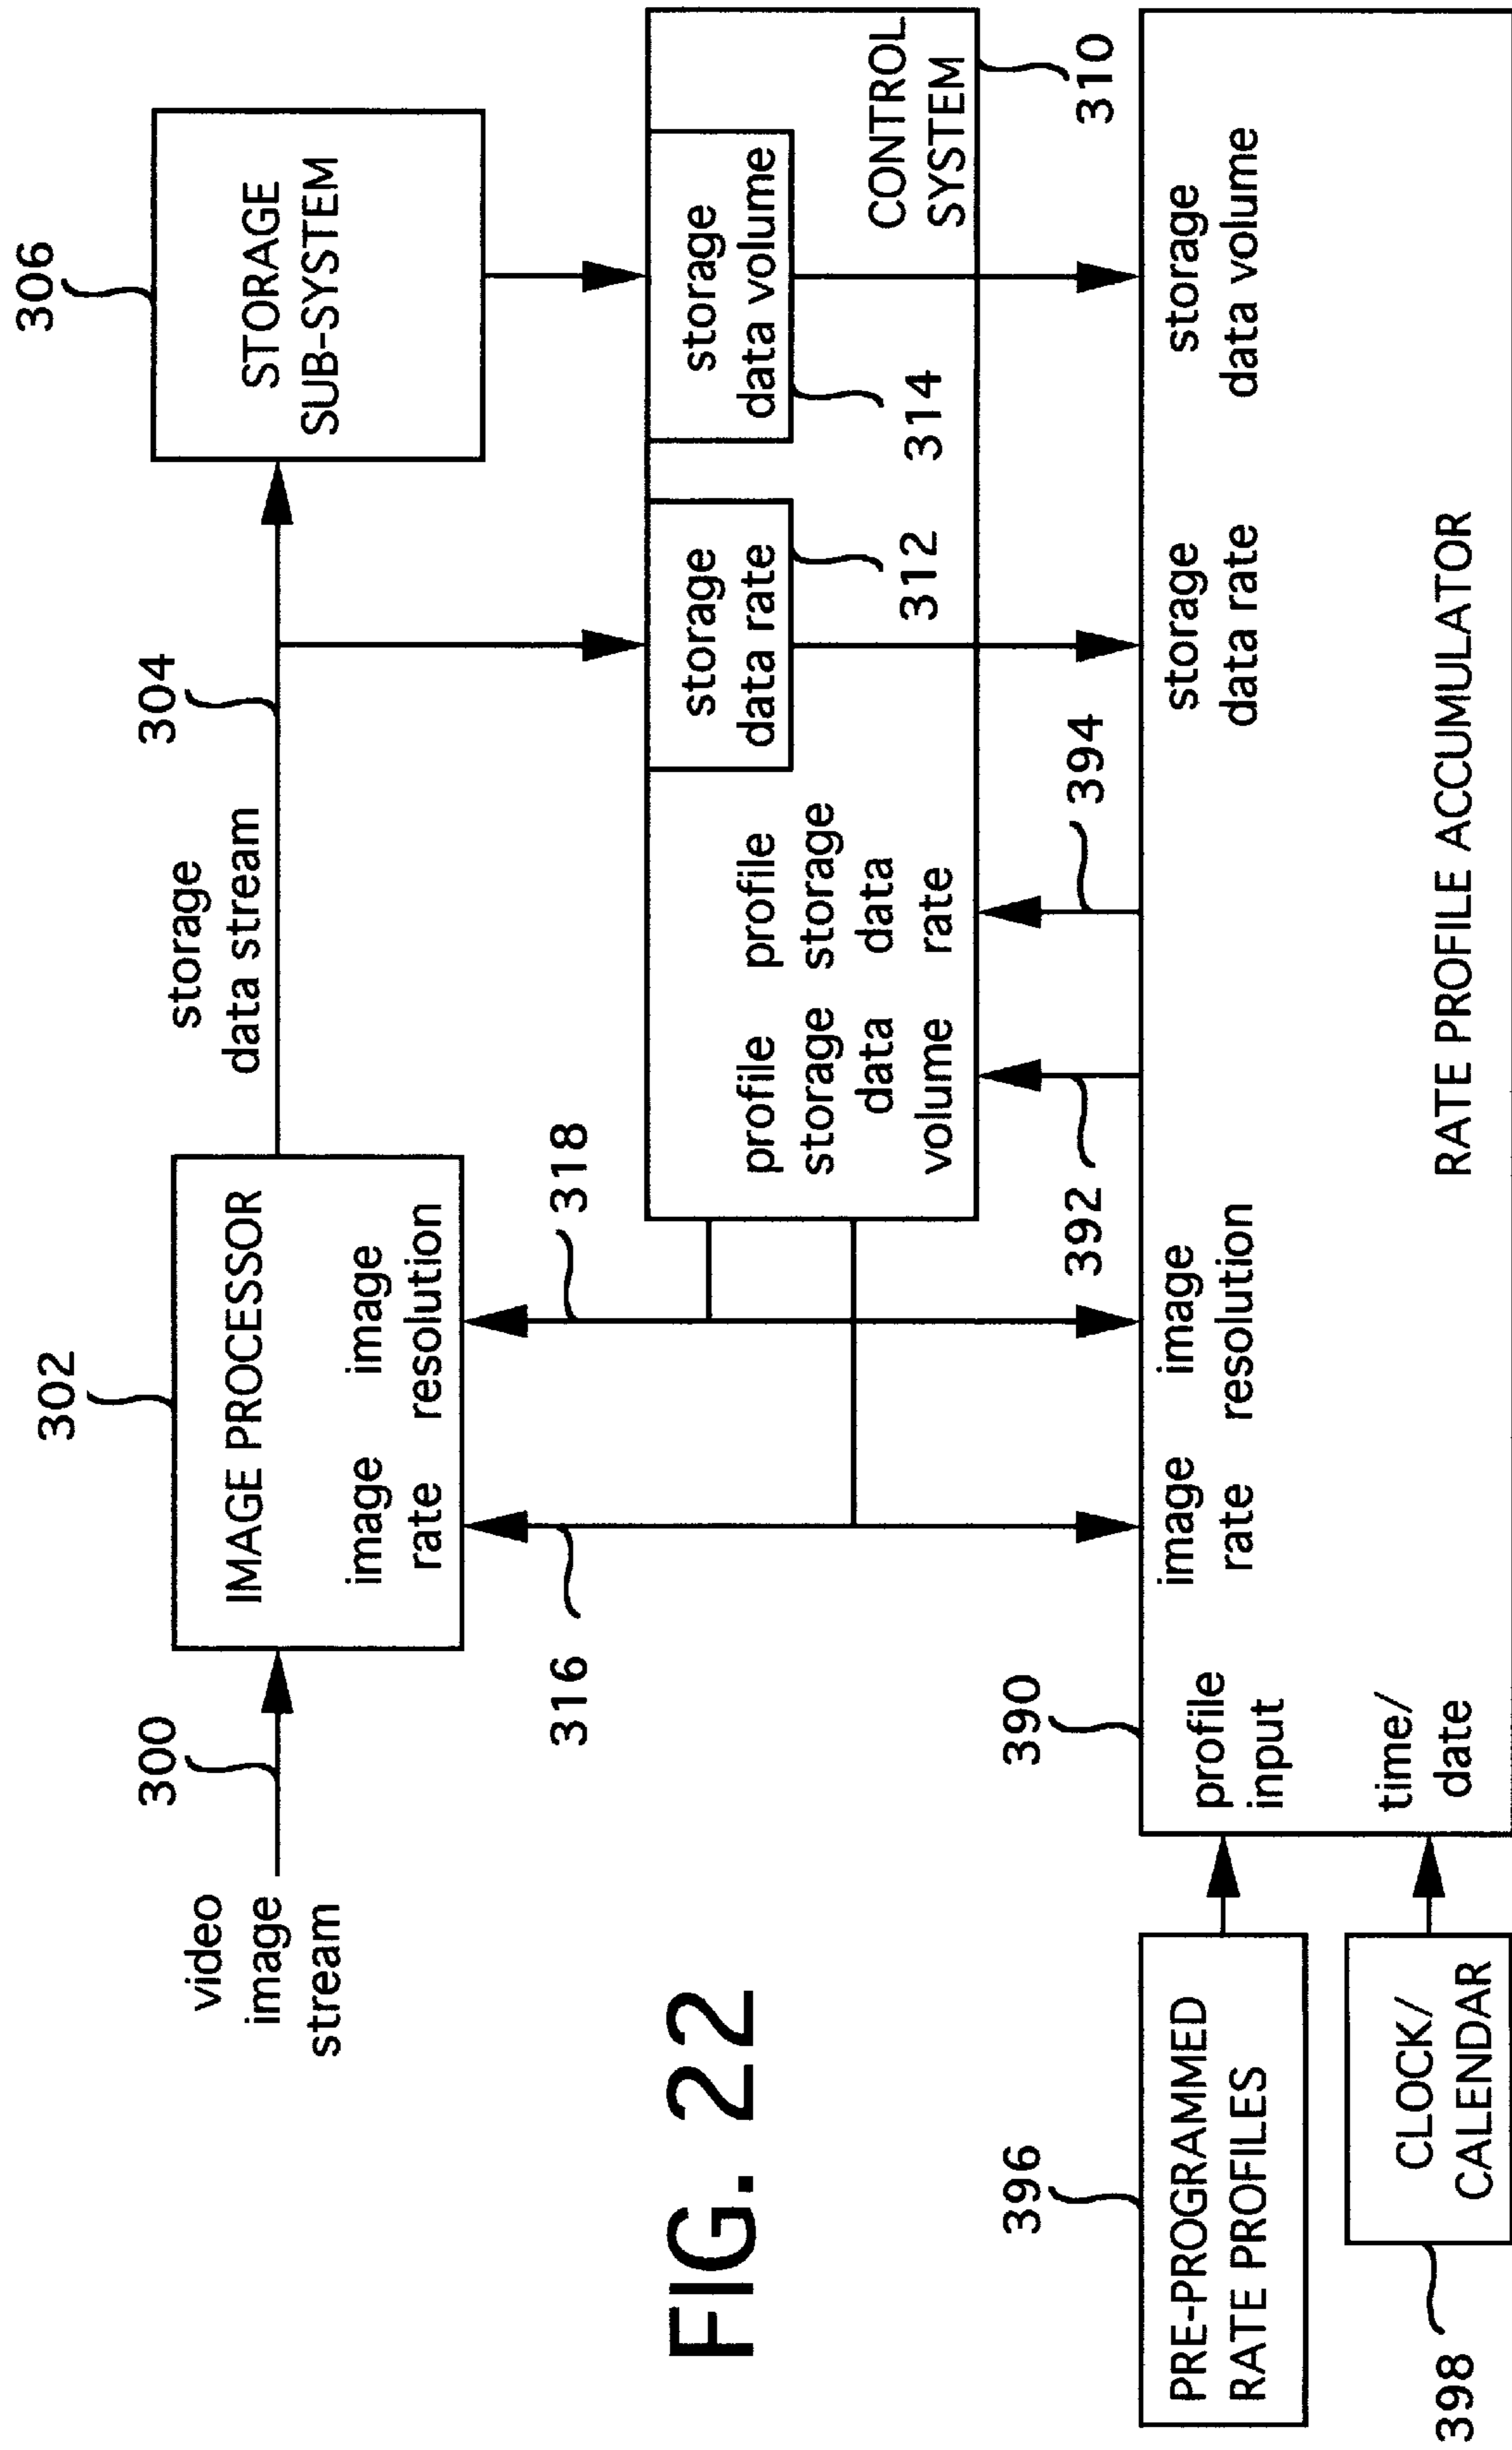 300
302
304
306
video
image
stream
IMAGE PROCESSOR
image
rate
image
resolution
storage
data stream
STORAGE
SUB-SYSTEM
316
318
profile
storage
data
volume
profile
storage
data
rate
storage
data rate
312
storage
data volume
314
CONTROL
SYSTEM
310
FIG. 22
390
392
394
profile
input
time/
date
image
rate
image
resolution
storage
data rate
storage
data volume
RATE PROFILE ACCUMULATOR
396
PRE-PROGRAMMED
RATE PROFILES
CLOCK/
CALENDAR
398